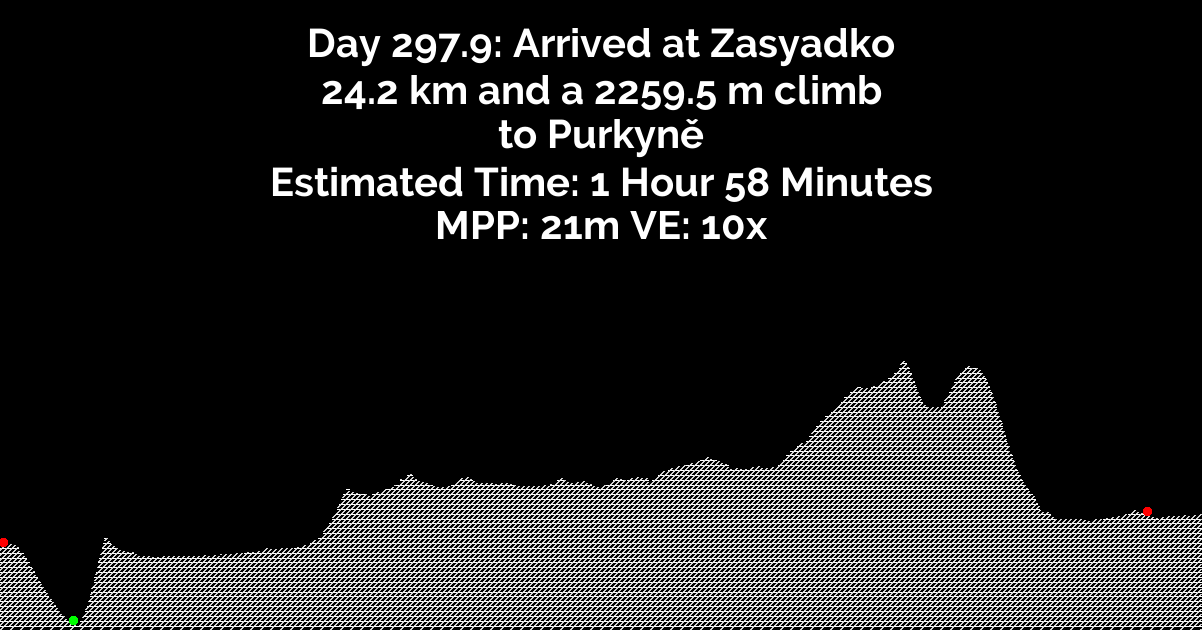 Day 297.9: Arrived at Zasyadko
24.2 km and a 2259.5 m climb
to Purkyně
Estimated Time: 1 Hour 58 Minutes
MPP: 21m VE: 10x